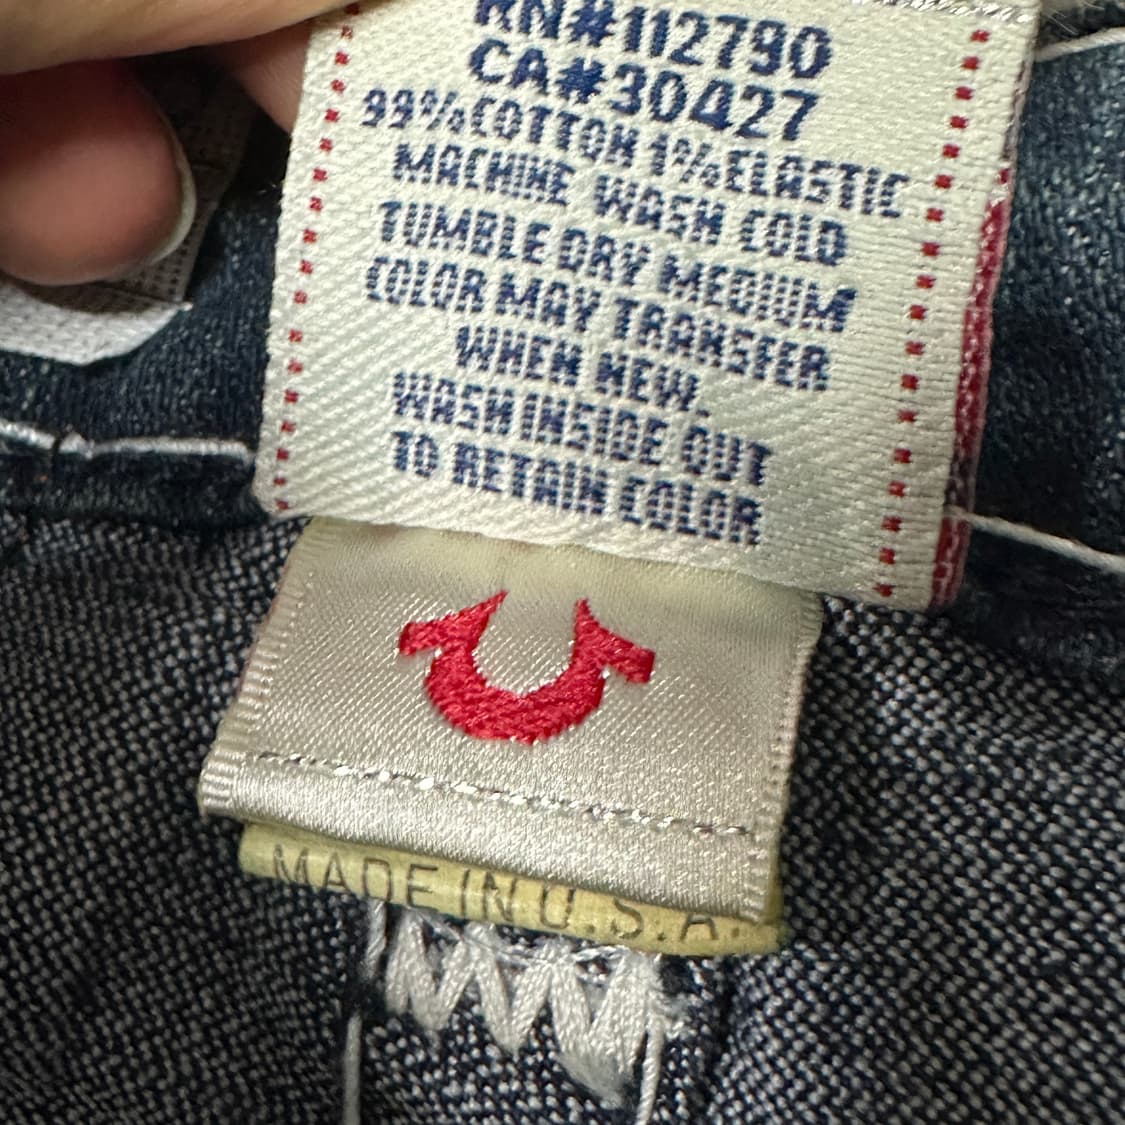 RN#112790
CA#30427
99%COTTON 1%ELASTIC
MACHINE WASH COLD
TUMBLE DRY MEDIUM
COLOR MAY TRANSFER
WHEN NEW.
WASH INSIDE OUT
TO RETAIN COLOR
MADE IN U.S.A.